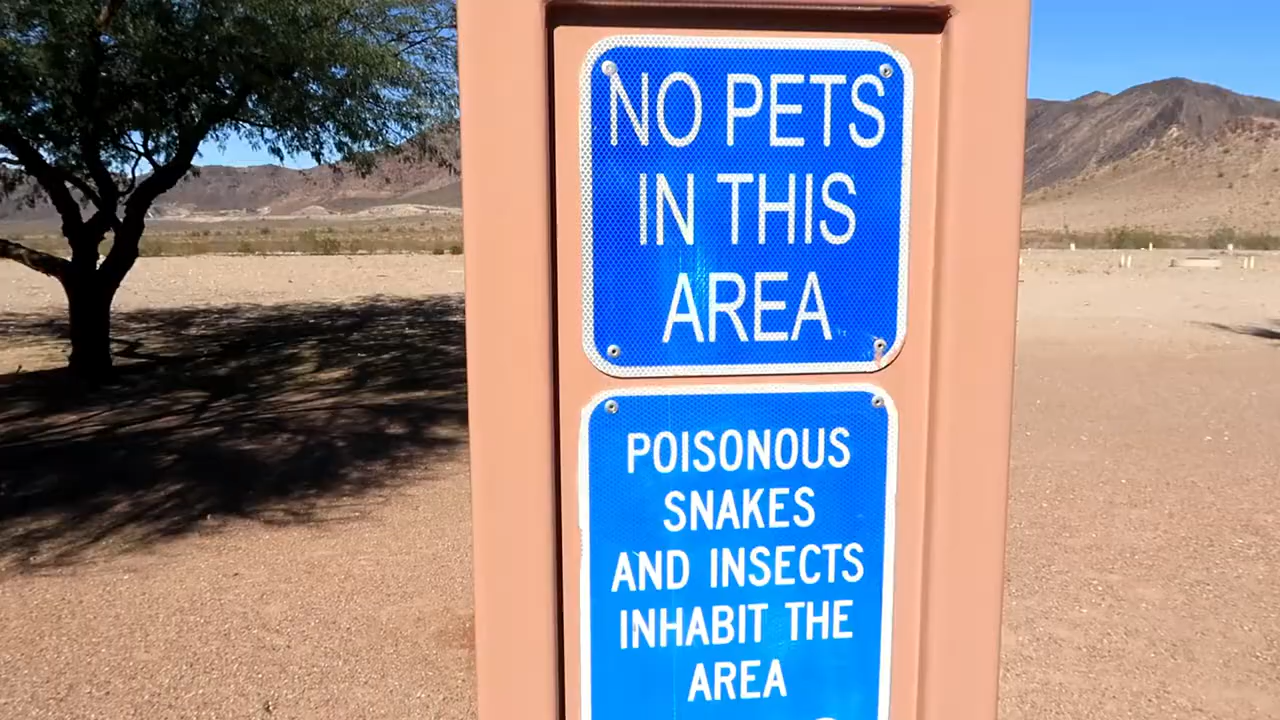 NO PETS
IN THIS
AREA
POISONOUS
SNAKES
AND INSECTS
INHABIT THE
AREA